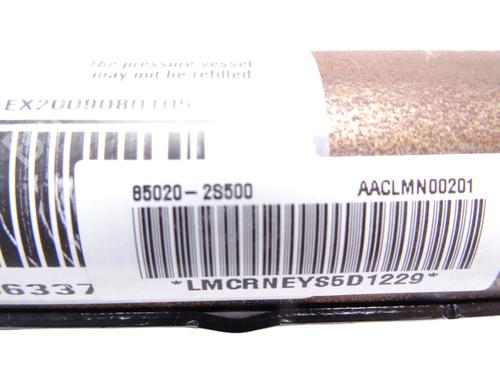 The pressure vessel
may not be refilled
EX2009080105
85020-2S500 AACLMN00201
*LMCRNEYS5D1229*
6337